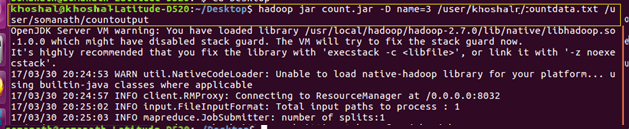 ~/Desktop$ jar count.jar
khoshal@khoshal-Latitude-D520:~/Desktop$ hadoop jar count.jar -D name=3 /user/khoshalr/countdata.txt /u
ser/somanath/countoutput
OpenJDK Server VM warning: You have loaded library /usr/local/hadoop/hadoop-2.7.0/lib/native/libhadoop.so
.1.0.0 which might have disabled stack guard. The VM will try to fix the stack guard now.
It's highly recommended that you fix the library with 'execstack -c <libfile>', or link it with '-z noexe
cstack'.
17/03/30 20:24:53 WARN util.NativeCodeLoader: Unable to load native-hadoop library for your platform... u
sing builtin-java classes where applicable
17/03/30 20:24:57 INFO client.RMProxy: Connecting to ResourceManager at /0.0.0.0:8032
17/03/30 20:25:02 INFO input.FileInputFormat: Total input paths to process : 1
17/03/30 20:25:03 INFO mapreduce.JobSubmitter: number of splits:1